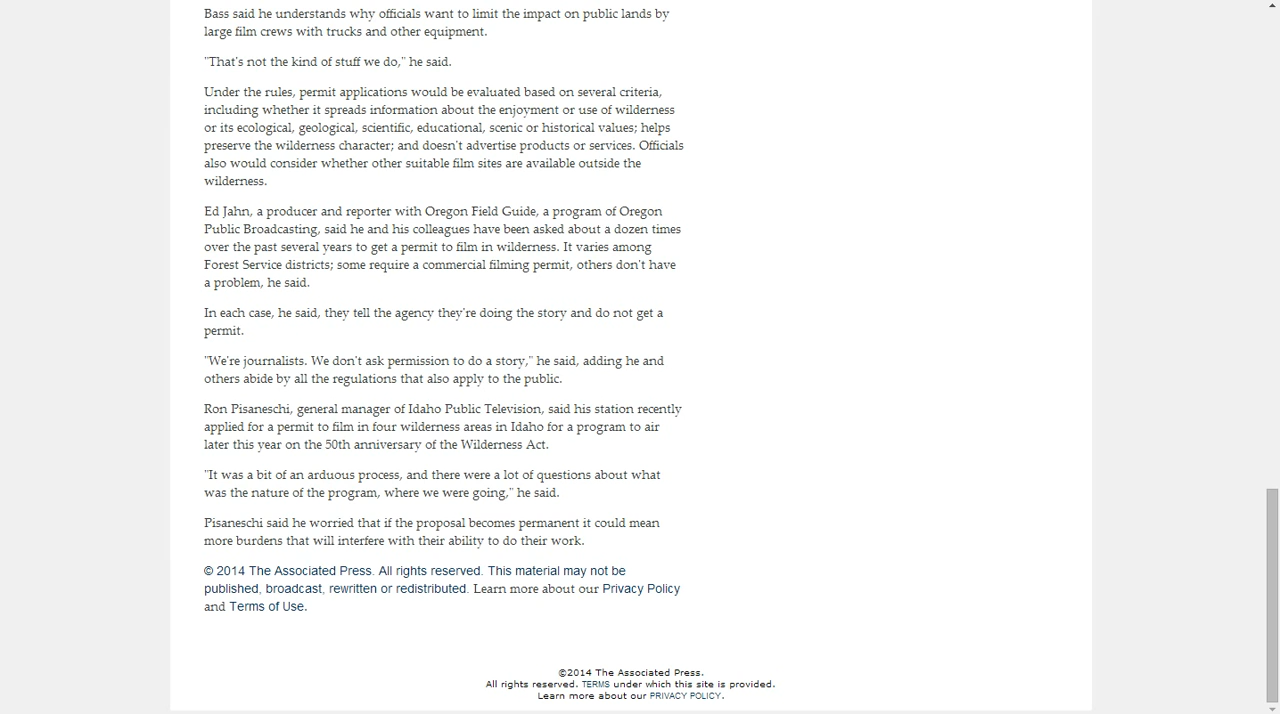 Bass said he understands why officials want to limit the impact on public lands by
large film crews with trucks and other equipment.
"That's not the kind of stuff we do," he said.
Under the rules, permit applications would be evaluated based on several criteria,
including whether it spreads information about the enjoyment or use of wilderness
or its ecological, geological, scientific, educational, scenic or historical values; helps
preserve the wilderness character; and doesn't advertise products or services. Officials
also would consider whether other suitable film sites are available outside the
wilderness.
Ed Jahn, a producer and reporter with Oregon Field Guide, a program of Oregon
Public Broadcasting, said he and his colleagues have been asked about a dozen times
over the past several years to get a permit to film in wilderness. It varies among
Forest Service districts; some require a commercial filming permit, others don't have
a problem, he said.
In each case, he said, they tell the agency they're doing the story and do not get a
permit.
"We're journalists. We don't ask permission to do a story," he said, adding he and
others abide by all the regulations that also apply to the public.
Ron Pisaneschi, general manager of Idaho Public Television, said his station recently
applied for a permit to film in four wilderness areas in Idaho for a program to air
later this year on the 50th anniversary of the Wilderness Act.
"It was a bit of an arduous process, and there were a lot of questions about what
was the nature of the program, where we were going," he said.
Pisaneschi said he worried that if the proposal becomes permanent it could mean
more burdens that will interfere with their ability to do their work.
© 2014 The Associated Press. All rights reserved. This material may not be
published, broadcast, rewritten or redistributed. Learn more about our Privacy Policy
and Terms of Use.
©2014 The Associated Press.
All rights reserved. TERMS under which this site is provided.
Learn more about our PRIVACY POLICY.